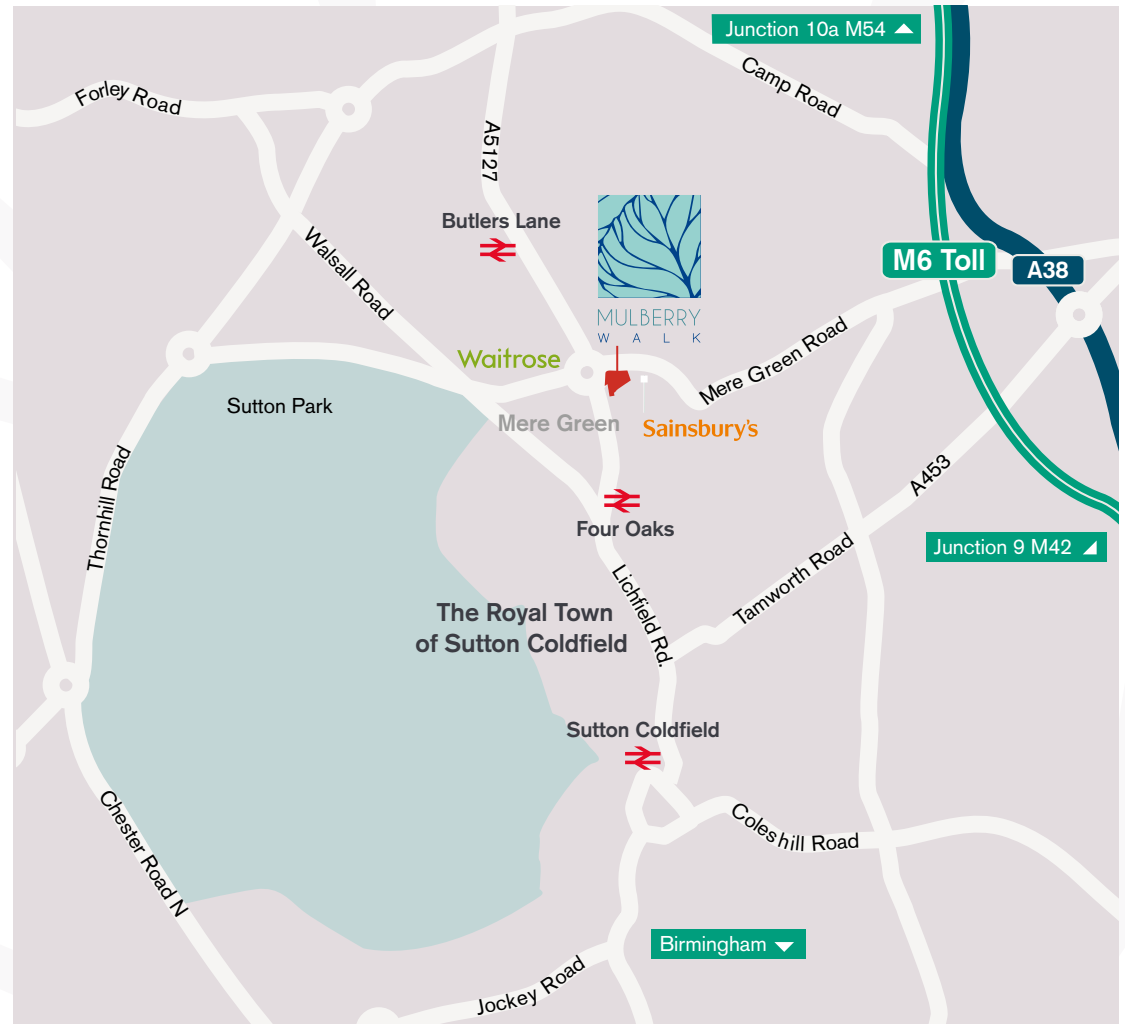 Junction 10a M54
Camp Road
Forley Road
A5127
Butlers Lane
Walsall Road
MULBERRY
WALK
M6 Toll
A38
Waitrose
Mere Green Road
Sutton Park
Mere Green
Sainsbury's
Thornhill Road
A453
Four Oaks
Junction 9 M42
Tamworth Road
Lichfield Rd.
The Royal Town
of Sutton Coldfield
Sutton Coldfield
Chester Road N
Coleshill Road
Birmingham
Jockey Road